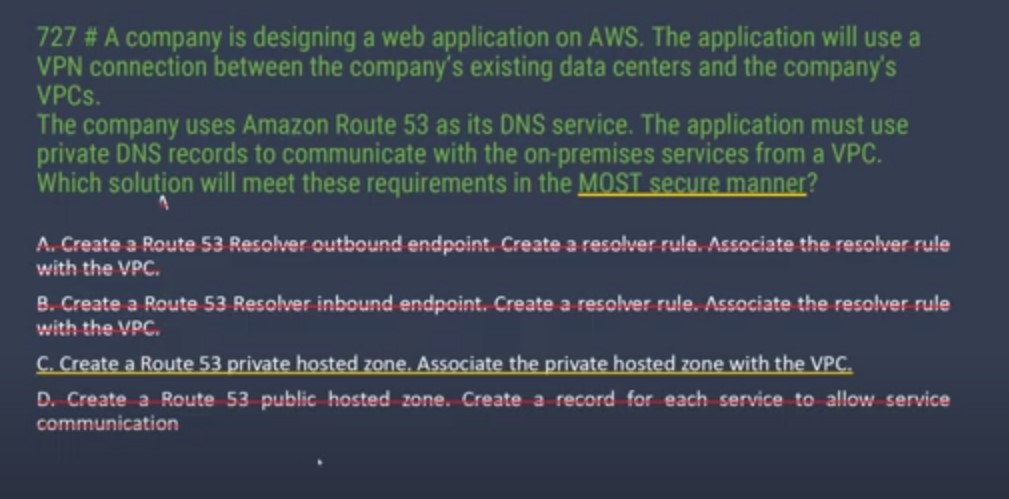 727 # A company is designing a web application on AWS. The application will use a
VPN connection between the company's existing data centers and the company's
VPCs.
The company uses Amazon Route 53 as its DNS service. The application must use
private DNS records to communicate with the on-premises services from a VPC.
Which solution will meet these requirements in the MOST secure manner?
A. Create a Route 53 Resolver outbound endpoint. Create a resolver rule. Associate the resolver rule
with the VPC.
B. Create a Route 53 Resolver inbound endpoint. Create a resolver rule. Associate the resolver rule
with the VPC.
C. Create a Route 53 private hosted zone. Associate the private hosted zone with the VPC.
D. Create a Route 53 public hosted zone. Create a record for each service to allow service
communication